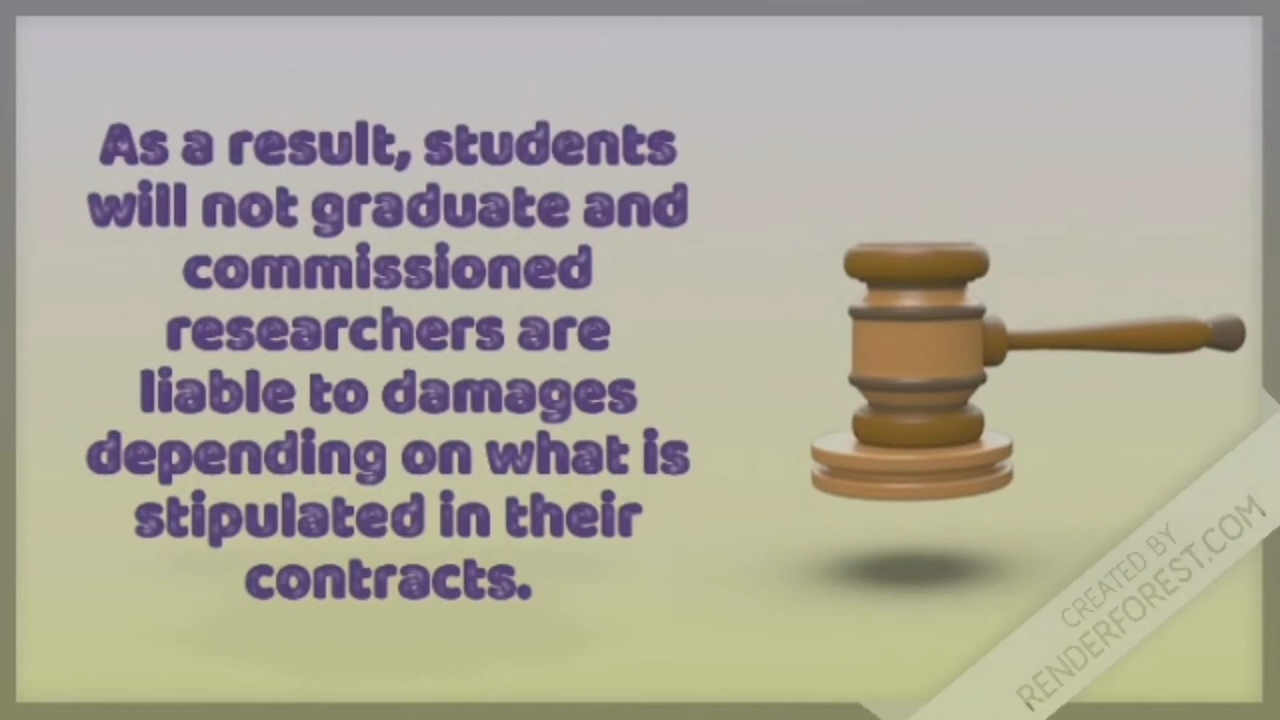 As a result, students
will not graduate and
commissioned
researchers are
liable to damages
depending on what is
stipulated in their
contracts.
CREATED BY
RENDERFOREST.COM